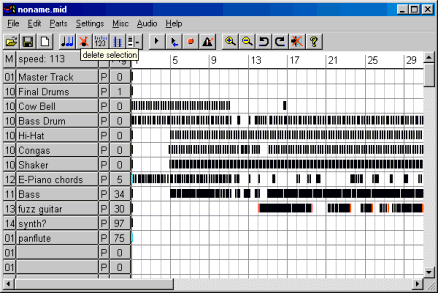 noname.mid
File Edit Parts Settings Misc Audio Help
M speed: 113 5 9 13 17 21 25 29
delete selection
01 Master Track P 0
10 Final Drums P 1
10 Cow Bell P 0
10 Bass Drum P 0
10 Hi-Hat P 0
10 Congas P 0
10 Shaker P 0
12 E-Piano chords P 5
11 Bass P 34
13 fuzz guitar P 30
14 synth? P 97
01 panflute P 75
01 P 0
01 P 0